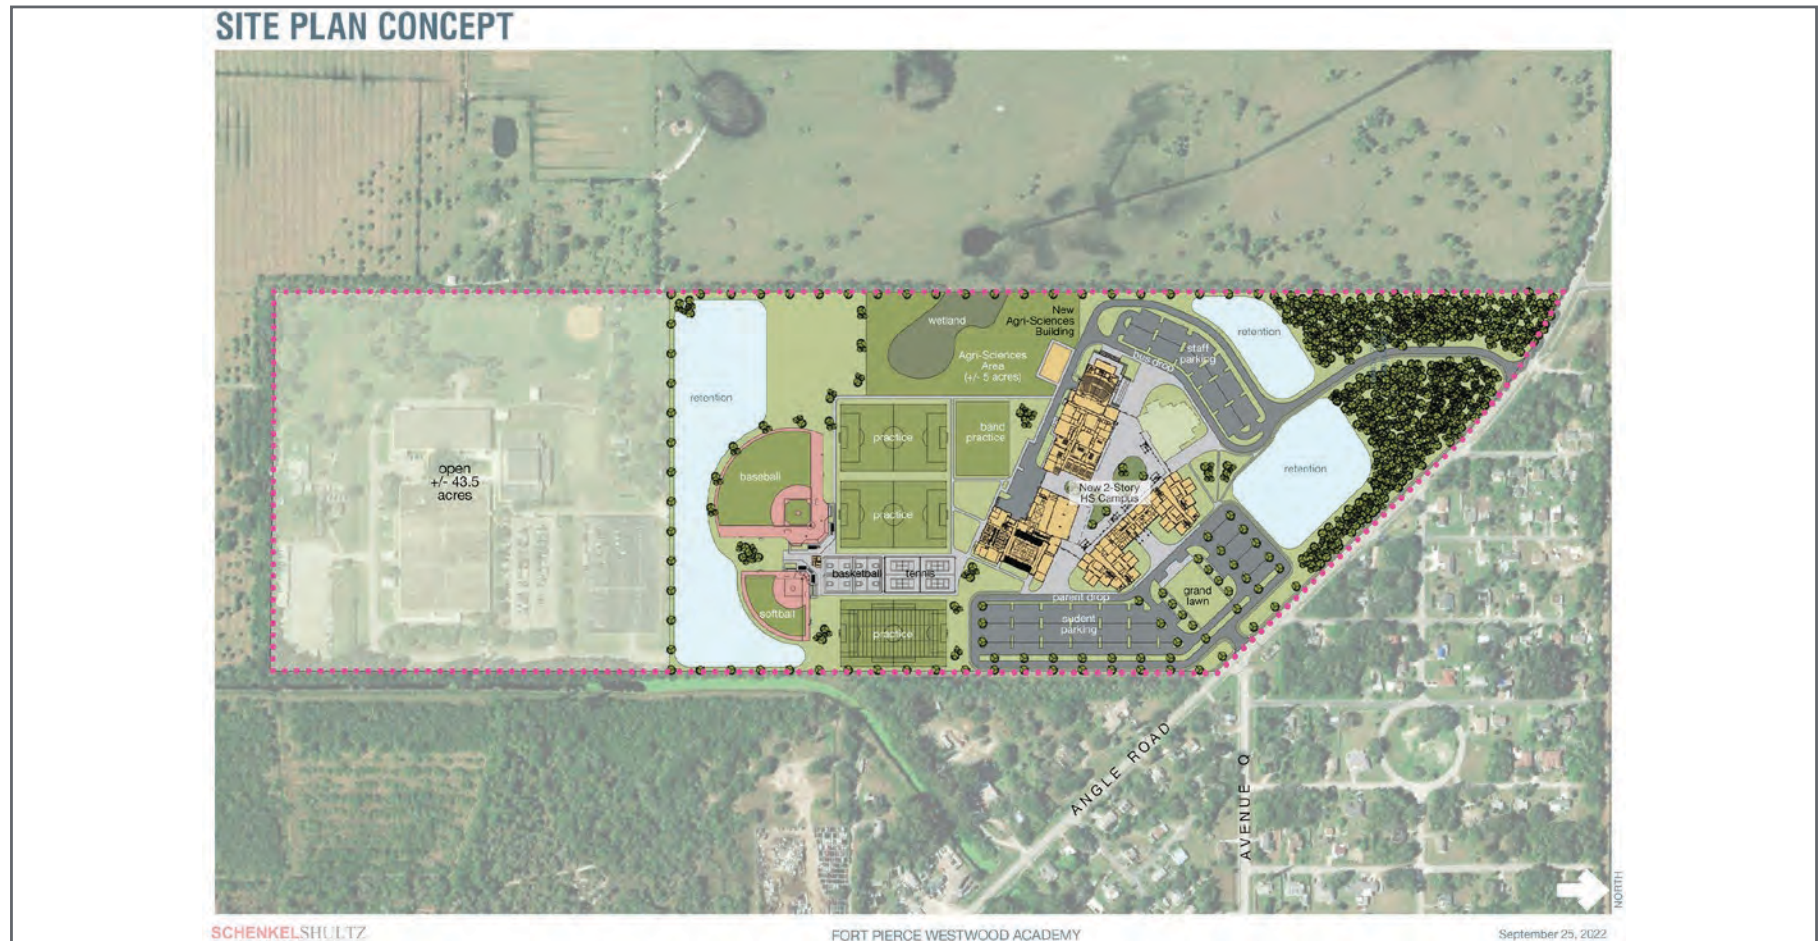 SITE PLAN CONCEPT
wetland
New
Agri-Sciences
Building
retention
staff
parking
bus drop
Agri-Sciences
Area
(+/- 5 acres)
retention
practice
band
practice
open
+/- 43.5
acres
baseball
retention
New 2-Story
HS Campus
practice
basketball
tennis
softball
practice
parent drop
student
parking
grand
lawn
ANGLE ROAD
AVENUE Q
NORTH
SCHENKELSHULTZ
FORT PIERCE WESTWOOD ACADEMY
September 25, 2022